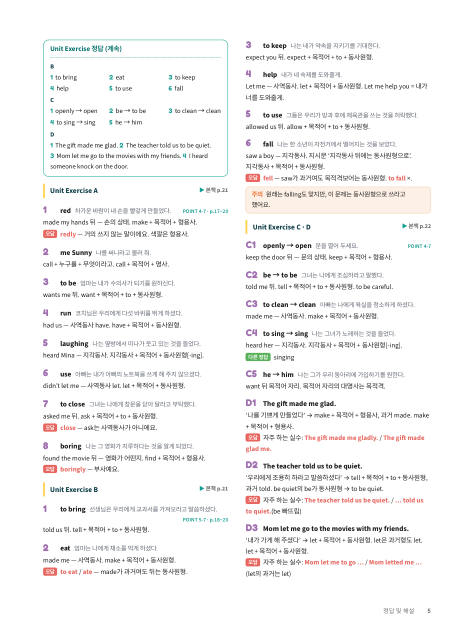 Unit Exercise 정답 (계속)
B
1 to bring 2 eat 3 to keep
4 help 5 to use 6 fall
C
1 openly → open 2 be → to be 3 to clean → clean
4 to sing → sing 5 he → him
D
1 The gift made me glad. 2 The teacher told us to be quiet.
3 Mom let me go to the movies with my friends. 4 I heard
someone knock on the door.
Unit Exercise A ▶ 본책 p.21
1 red 차가운 바람이 내 손을 빨갛게 만들었다. POINT 4-7 · p.17~20
made my hands 뒤 — 손의 상태. make + 목적어 + 형용사.
오답 redly — 거의 쓰지 않는 말이에요. 색깔은 형용사.
2 me Sunny 나를 써니라고 불러 줘.
call + 누구를 + 무엇이라고. call + 목적어 + 명사.
3 to be 엄마는 내가 수의사가 되기를 원하신다.
wants me 뒤. want + 목적어 + to + 동사원형.
4 run 코치님은 우리에게 다섯 바퀴를 뛰게 하셨다.
had us — 사역동사 have. have + 목적어 + 동사원형.
5 laughing 나는 옆방에서 미나가 웃고 있는 것을 들었다.
heard Mina — 지각동사. 지각동사 + 목적어 + 동사원형[-ing].
6 use 아빠는 내가 아빠의 노트북을 쓰게 해 주지 않으셨다.
didn't let me — 사역동사 let. let + 목적어 + 동사원형.
7 to close 그녀는 나에게 창문을 닫아 달라고 부탁했다.
asked me 뒤. ask + 목적어 + to + 동사원형.
오답 close — ask는 사역동사가 아니에요.
8 boring 나는 그 영화가 지루하다는 것을 알게 되었다.
found the movie 뒤 — 영화가 어떤지. find + 목적어 + 형용사.
오답 boringly — 부사예요.
Unit Exercise B ▶ 본책 p.21
1 to bring 선생님은 우리에게 교과서를 가져오라고 말씀하셨다.
POINT 5-7 · p.18~20
told us 뒤. tell + 목적어 + to + 동사원형.
2 eat 엄마는 나에게 채소를 먹게 하셨다.
made me — 사역동사. make + 목적어 + 동사원형.
오답 to eat / ate — made가 과거여도 뒤는 동사원형.
3 to keep 나는 네가 약속을 지키기를 기대한다.
expect you 뒤. expect + 목적어 + to + 동사원형.
4 help 내가 네 숙제를 도와줄게.
Let me — 사역동사. let + 목적어 + 동사원형. Let me help you = 내가
너를 도와줄게.
5 to use 그들은 우리가 방과 후에 체육관을 쓰는 것을 허락했다.
allowed us 뒤. allow + 목적어 + to + 동사원형.
6 fall 나는 한 소년이 자전거에서 떨어지는 것을 보았다.
saw a boy — 지각동사. 지시문 '지각동사 뒤에는 동사원형으로'.
지각동사 + 목적어 + 동사원형.
오답 fell — saw가 과거여도 목적격보어는 동사원형. to fall ×.
주의 원래는 falling도 맞지만, 이 문제는 동사원형으로 쓰라고
했어요.
Unit Exercise C · D ▶ 본책 p.22
C1 openly → open 문을 열어 두세요. POINT 4-7
keep the door 뒤 — 문의 상태. keep + 목적어 + 형용사.
C2 be → to be 그녀는 나에게 조심하라고 말했다.
told me 뒤. tell + 목적어 + to + 동사원형. to be careful.
C3 to clean → clean 아빠는 나에게 욕실을 청소하게 하셨다.
made me — 사역동사. make + 목적어 + 동사원형.
C4 to sing → sing 나는 그녀가 노래하는 것을 들었다.
heard her — 지각동사. 지각동사 + 목적어 + 동사원형[-ing].
다른 정답 singing
C5 he → him 나는 그가 우리 동아리에 가입하기를 원한다.
want 뒤 목적어 자리. 목적어 자리의 대명사는 목적격.
D1 The gift made me glad.
'나를 기쁘게 만들었다' → make + 목적어 + 형용사, 과거 made. make
+ 목적어 + 형용사.
오답 자주 하는 실수: The gift made me gladly. / The gift made
glad me.
D2 The teacher told us to be quiet.
'우리에게 조용히 하라고 말씀하셨다' → tell + 목적어 + to + 동사원형,
과거 told. be quiet의 be가 동사원형 → to be quiet.
오답 자주 하는 실수: The teacher told us be quiet. / … told us
to quiet.(be 빠뜨림)
D3 Mom let me go to the movies with my friends.
'내가 가게 해 주셨다' → let + 목적어 + 동사원형. let은 과거형도 let.
let + 목적어 + 동사원형.
오답 자주 하는 실수: Mom let me to go … / Mom letted me …
(let의 과거는 let)
정답 및 해설 5